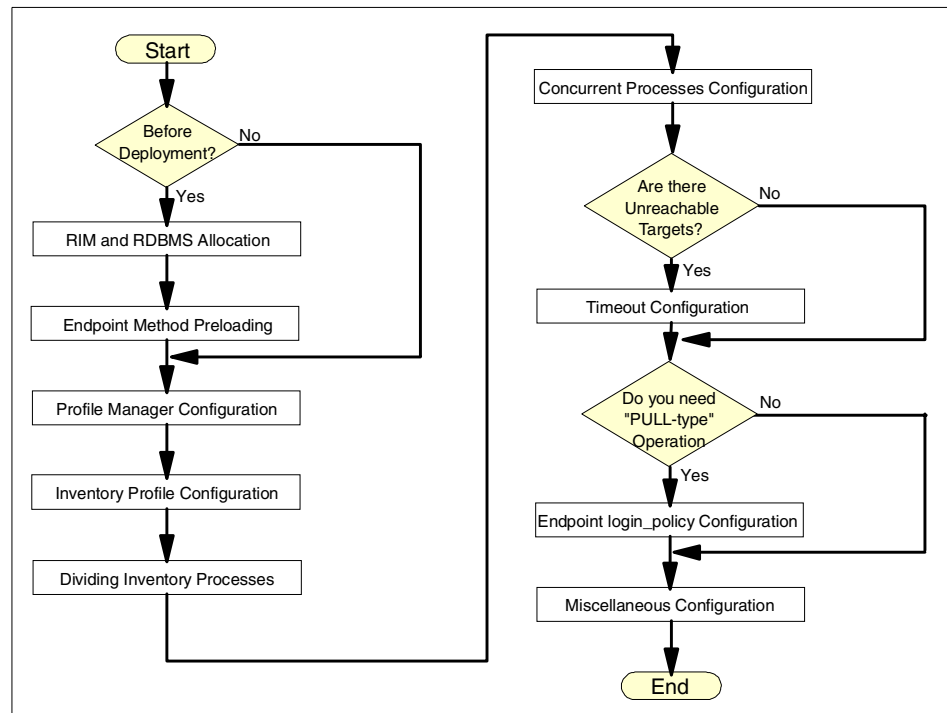 Start
Before
Deployment?
No
Yes
RIM and RDBMS Allocation
Endpoint Method Preloading
Profile Manager Configuration
Inventory Profile Configuration
Dividing Inventory Processes
Concurrent Processes Configuration
Are there
Unreachable
Targets?
No
Yes
Timeout Configuration
Do you need
"PULL-type"
Operation
No
Yes
Endpoint login_policy Configuration
Miscellaneous Configuration
End